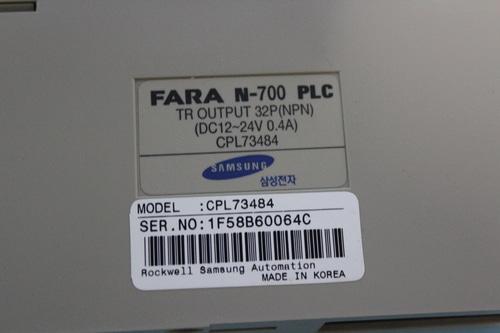 FARA N-700 PLC
TR OUTPUT 32P(NPN)
(DC12~24V 0.4A)
CPL73484
SAMSUNG
삼성전자
MODEL :CPL73484
SER.NO:1F58B60064C
Rockwell Samsung Automation
MADE IN KOREA